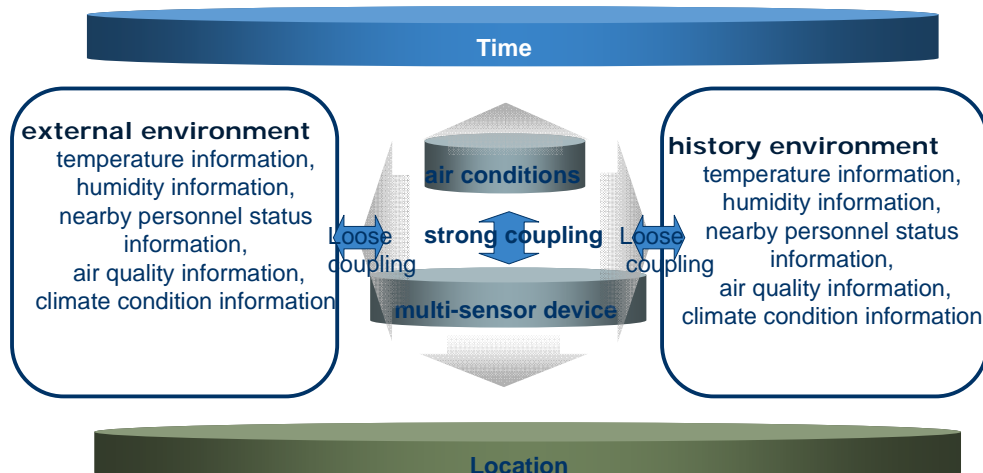 Time
external environment
temperature information,
humidity information,
nearby personnel status
information,
air quality information,
climate condition information
Loose
coupling
air conditions
strong coupling
multi-sensor device
Loose
coupling
history environment
temperature information,
humidity information,
nearby personnel status
information,
air quality information,
climate condition information
Location